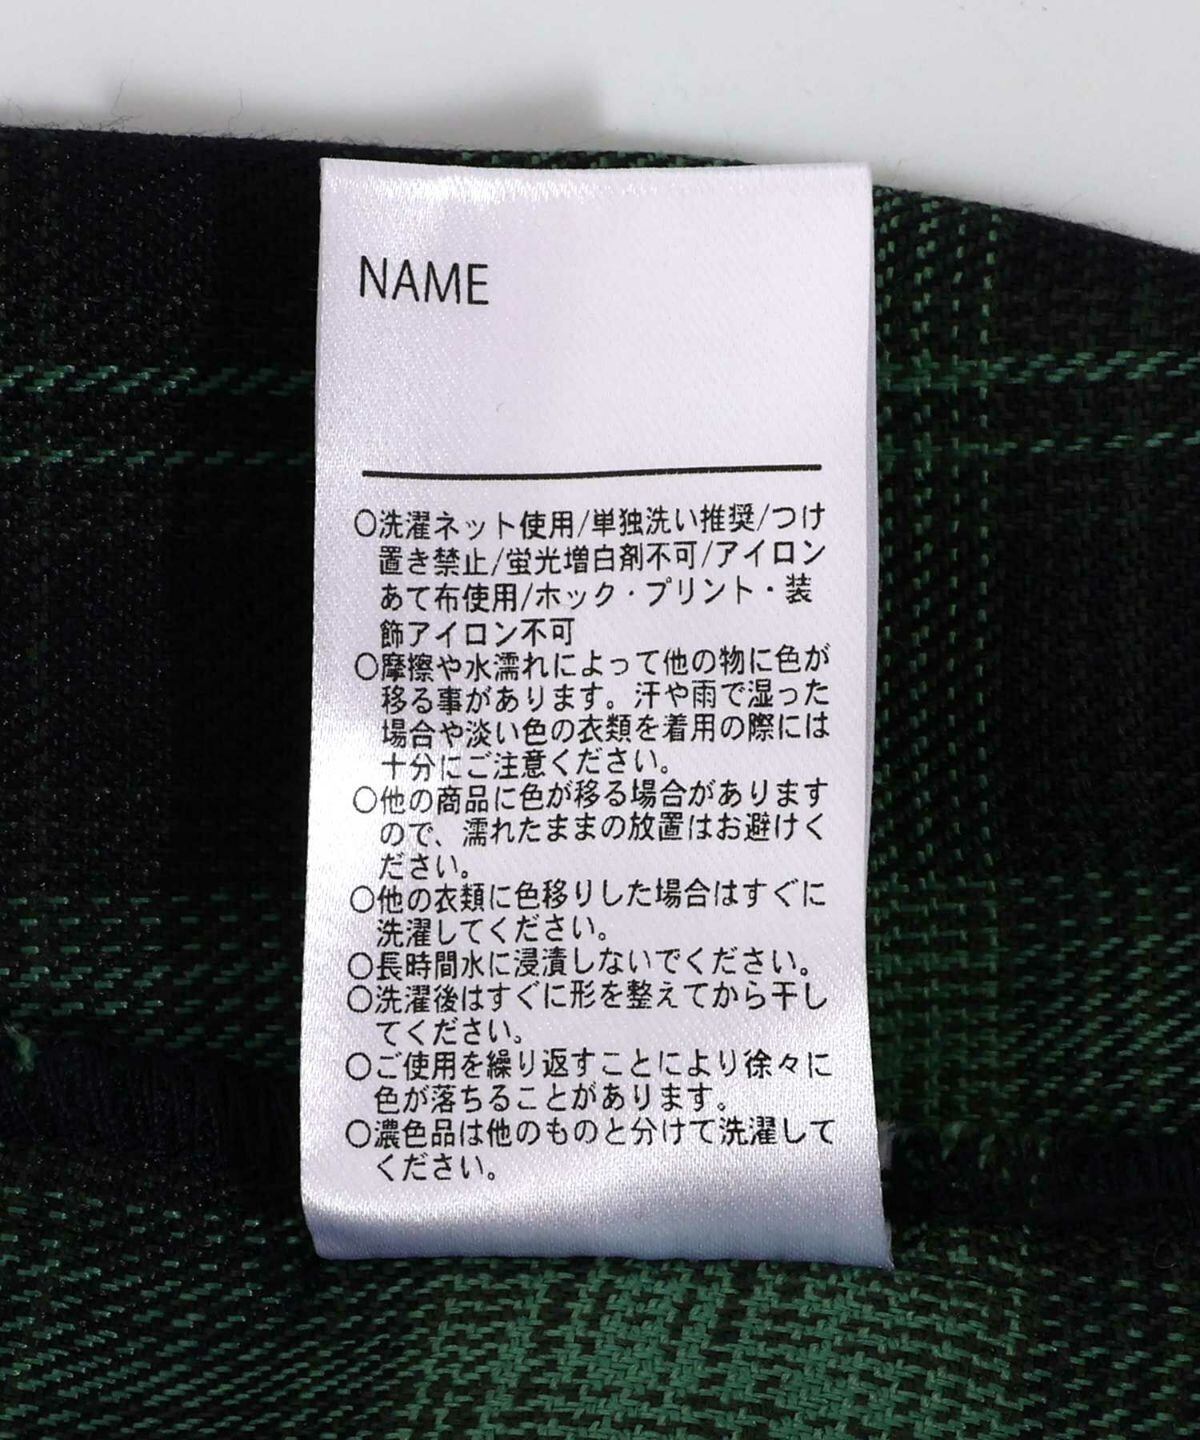 NAME
○洗濯ネット使用/単独洗い推奨/つけ
置き禁止/蛍光増白剤不可/アイロン
あて布使用/ホック・プリント・装
飾アイロン不可
○摩擦や水濡れによって他の物に色が
移る事があります。汗や雨で湿った
場合や淡い色の衣類を着用の際には
十分にご注意ください。
○他の商品に色が移る場合があります
ので、濡れたままの放置はお避けく
ださい。
○他の衣類に色移りした場合はすぐに
洗濯してください。
○長時間水に浸漬しないでください。
○洗濯後はすぐに形を整えてから干し
てください。
○ご使用を繰り返すことにより徐々に
色が落ちることがあります。
○濃色品は他のものと分けて洗濯して
ください。